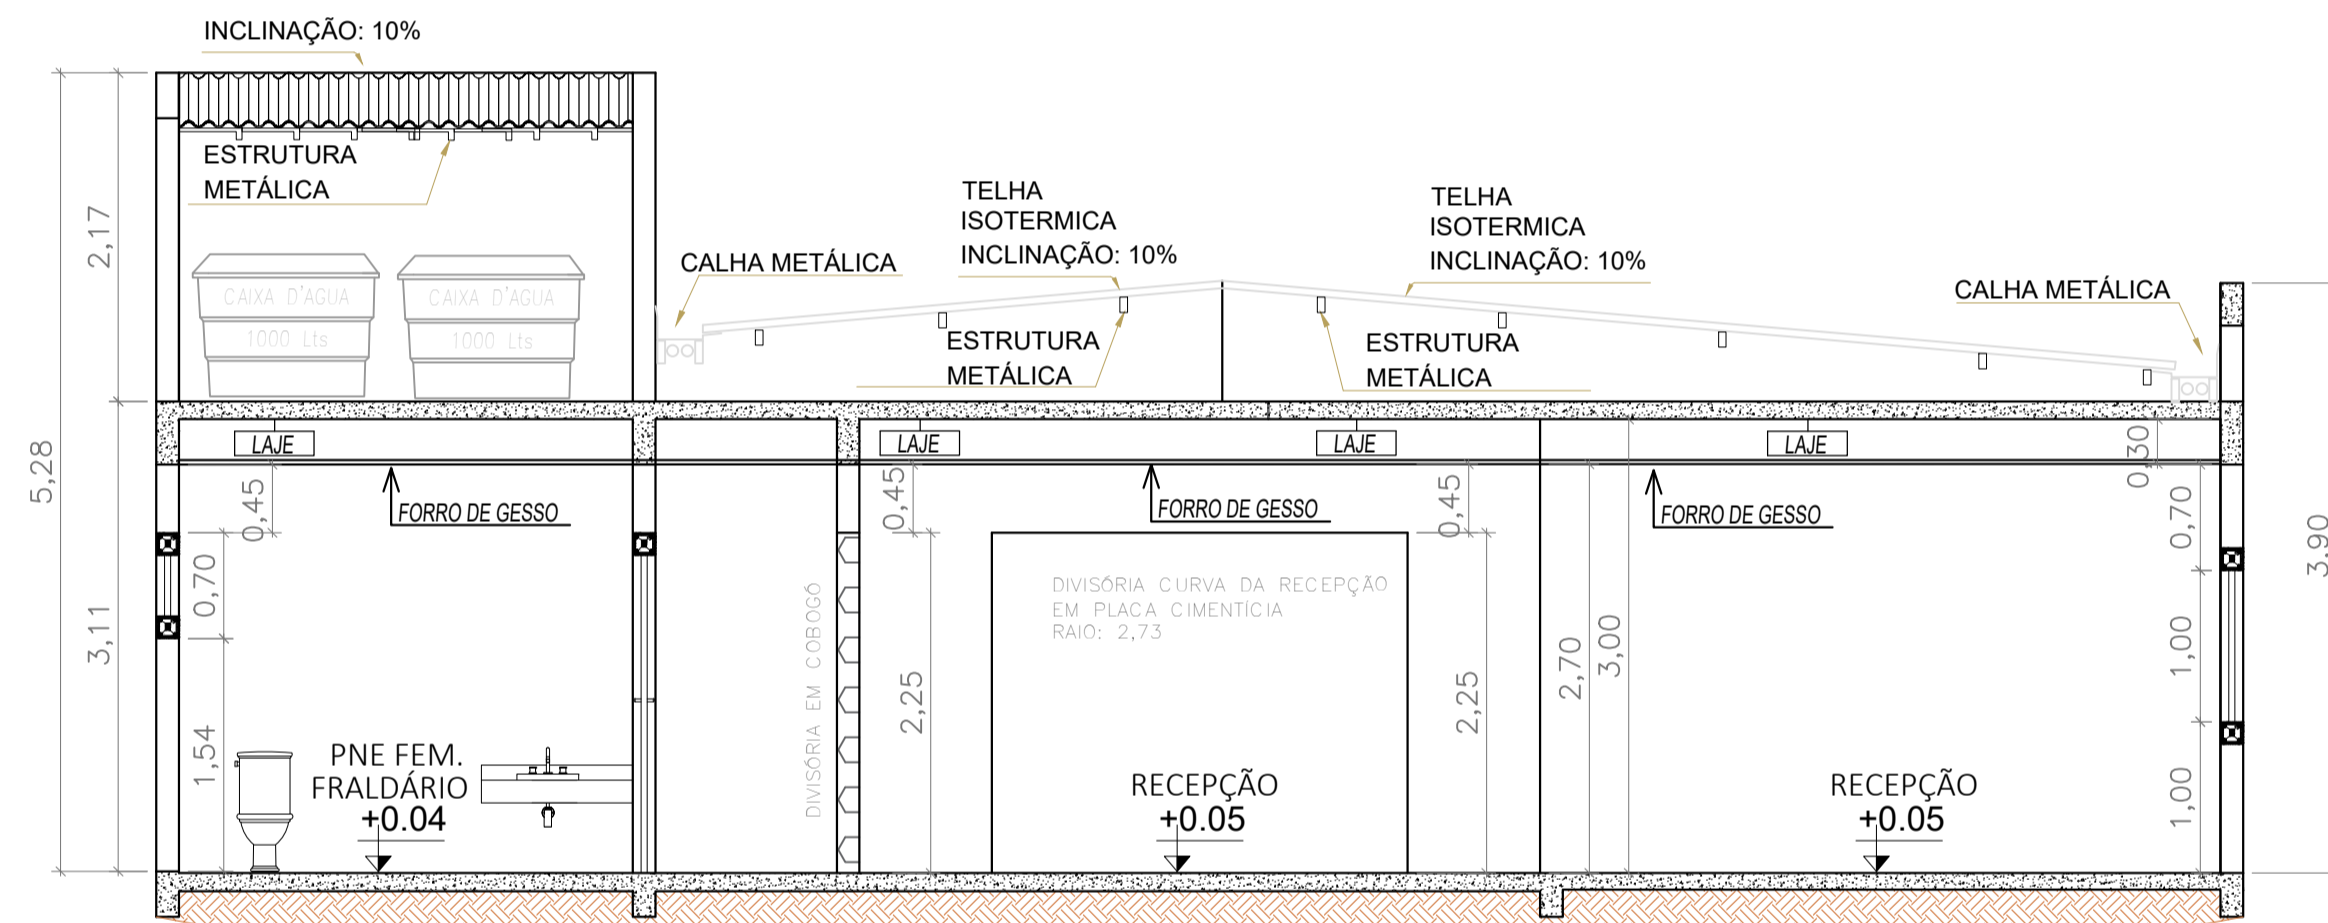 INCLINAÇÃO: 10%
ESTRUTURA
METÁLICA
TELHA
ISOTERMICA
INCLINAÇÃO: 10%
TELHA
ISOTERMICA
INCLINAÇÃO: 10%
CALHA METÁLICA
CALHA METÁLICA
2,17
CAIXA D'AGUA
1000 Lts
CAIXA D'AGUA
1000 Lts
ESTRUTURA
METÁLICA
ESTRUTURA
METÁLICA
LAJE
LAJE
LAJE
LAJE
0,30
5,28
0,45
FORRO DE GESSO
0,45
FORRO DE GESSO
0,45
FORRO DE GESSO
0,70
3,90
0,70
3,11
DIVISÓRIA EM COBOGÓ
DIVISÓRIA CURVA DA RECEPÇÃO
EM PLACA CIMENTÍCIA
RAIO: 2,73
2,25
2,25
2,70
3,00
1,00
1,54
PNE FEM.
FRALDÁRIO
+0.04
RECEPÇÃO
+0.05
RECEPÇÃO
+0.05
1,00